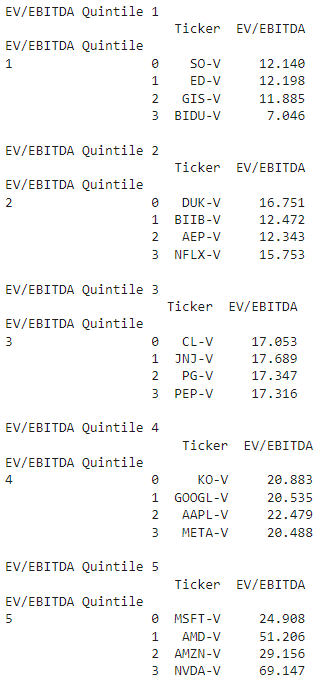 EV/EBITDA Quintile 1
Ticker EV/EBITDA
EV/EBITDA Quintile
1 0 SO-V 12.140
1 ED-V 12.198
2 GIS-V 11.885
3 BIDU-V 7.046
EV/EBITDA Quintile 2
Ticker EV/EBITDA
EV/EBITDA Quintile
2 0 DUK-V 16.751
1 BIIB-V 12.472
2 AEP-V 12.343
3 NFLX-V 15.753
EV/EBITDA Quintile 3
Ticker EV/EBITDA
EV/EBITDA Quintile
3 0 CL-V 17.053
1 JNJ-V 17.689
2 PG-V 17.347
3 PEP-V 17.316
EV/EBITDA Quintile 4
Ticker EV/EBITDA
EV/EBITDA Quintile
4 0 KO-V 20.883
1 GOOGL-V 20.535
2 AAPL-V 22.479
3 META-V 20.488
EV/EBITDA Quintile 5
Ticker EV/EBITDA
EV/EBITDA Quintile
5 0 MSFT-V 24.908
1 AMD-V 51.206
2 AMZN-V 29.156
3 NVDA-V 69.147